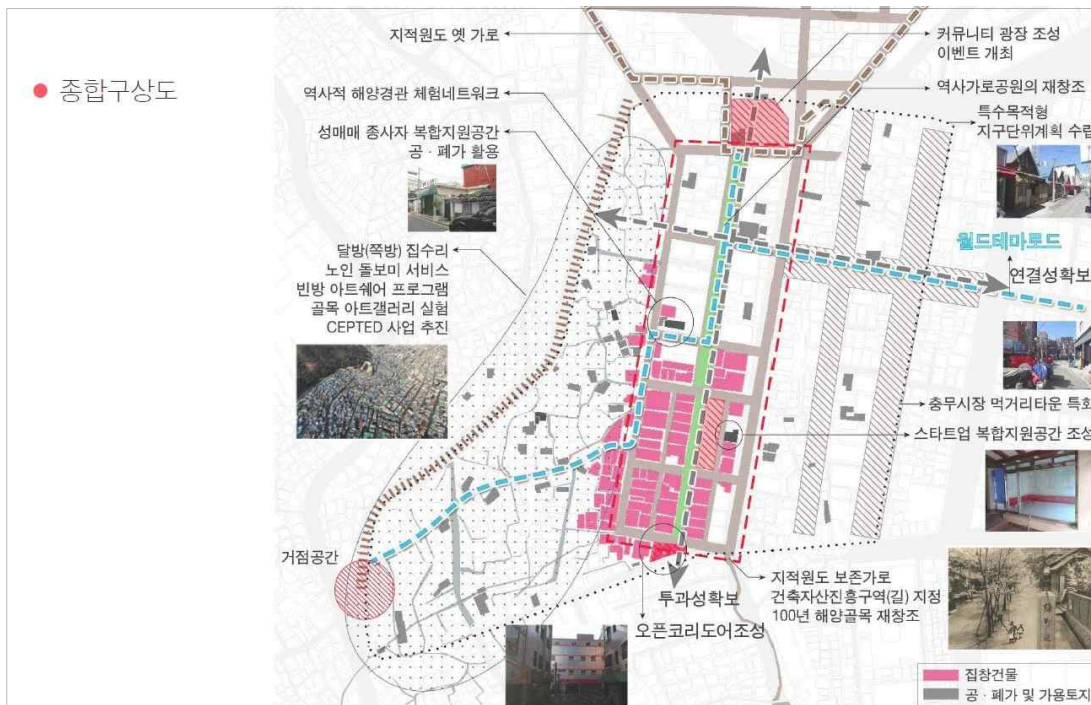 종합구상도
지적원도 옛 가로
역사적 해양경관 체험네트워크
성매매 종사자 복합지원공간
공 · 폐가 활용
달방(쪽방) 집수리
노인 돌보미 서비스
빈방 아트쉐어 프로그램
골목 아트갤러리 실험
CEPTED 사업 추진
거점공간
커뮤니티 광장 조성
이벤트 개최
역사가로공원의 재창조
특수목적형
지구단위계획 수립
월드테마로드
연결성확보
충무시장 먹거리타운 특화
스타트업 복합지원공간 조성
지적원도 보존가로
건축자산진흥구역(길) 지정
100년 해양골목 재창조
투과성확보
오픈코리도어조성
집창건물
공 · 폐가 및 가용토지